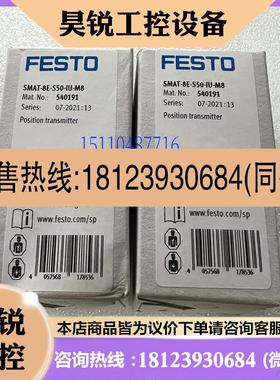 昊锐工控设备
FESTO
SMAT-8E-S50-IU-M8
Mat. No.: 540191
Series: 07-2021:13
Position transmitter
FESTO
SMAT-8E-S50-IU-M8
Mat. No.: 540191
Series: 07-2021:13
Position transmitter
15110487716
售热线:18123930684(同
www.festo.com/sp
www.festo.com/sp
4 052568 178536
4 052568 178536
本店商品皆为议价下单请咨询客服
锐
控
咨询热线:18123930684 (微